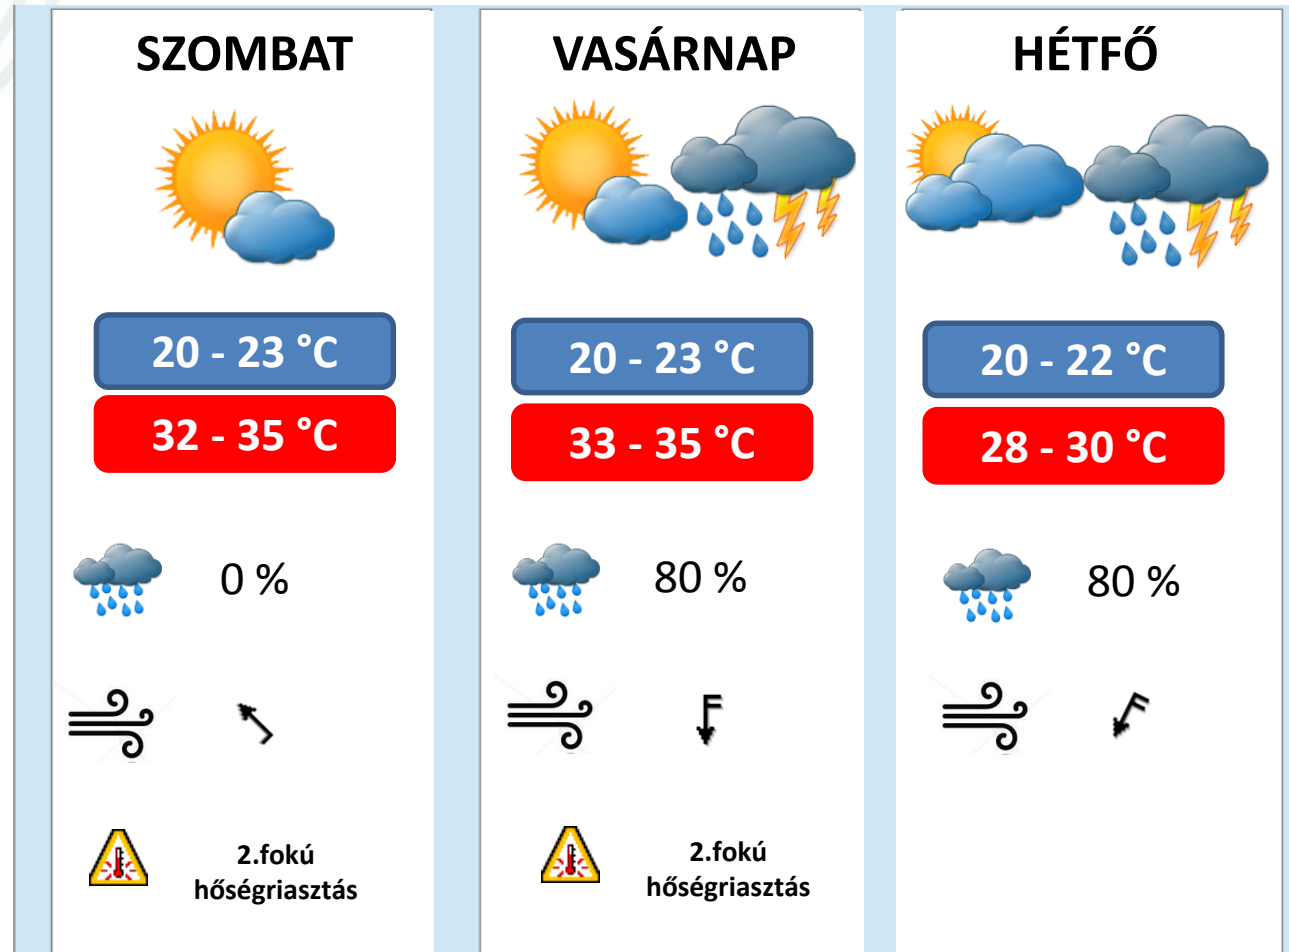 SZOMBAT
20 - 23 °C
32 - 35 °C
0 %
2.fokú
hőségriasztás
VASÁRNAP
20 - 23 °C
33 - 35 °C
80 %
2.fokú
hőségriasztás
HÉTFŐ
20 - 22 °C
28 - 30 °C
80 %